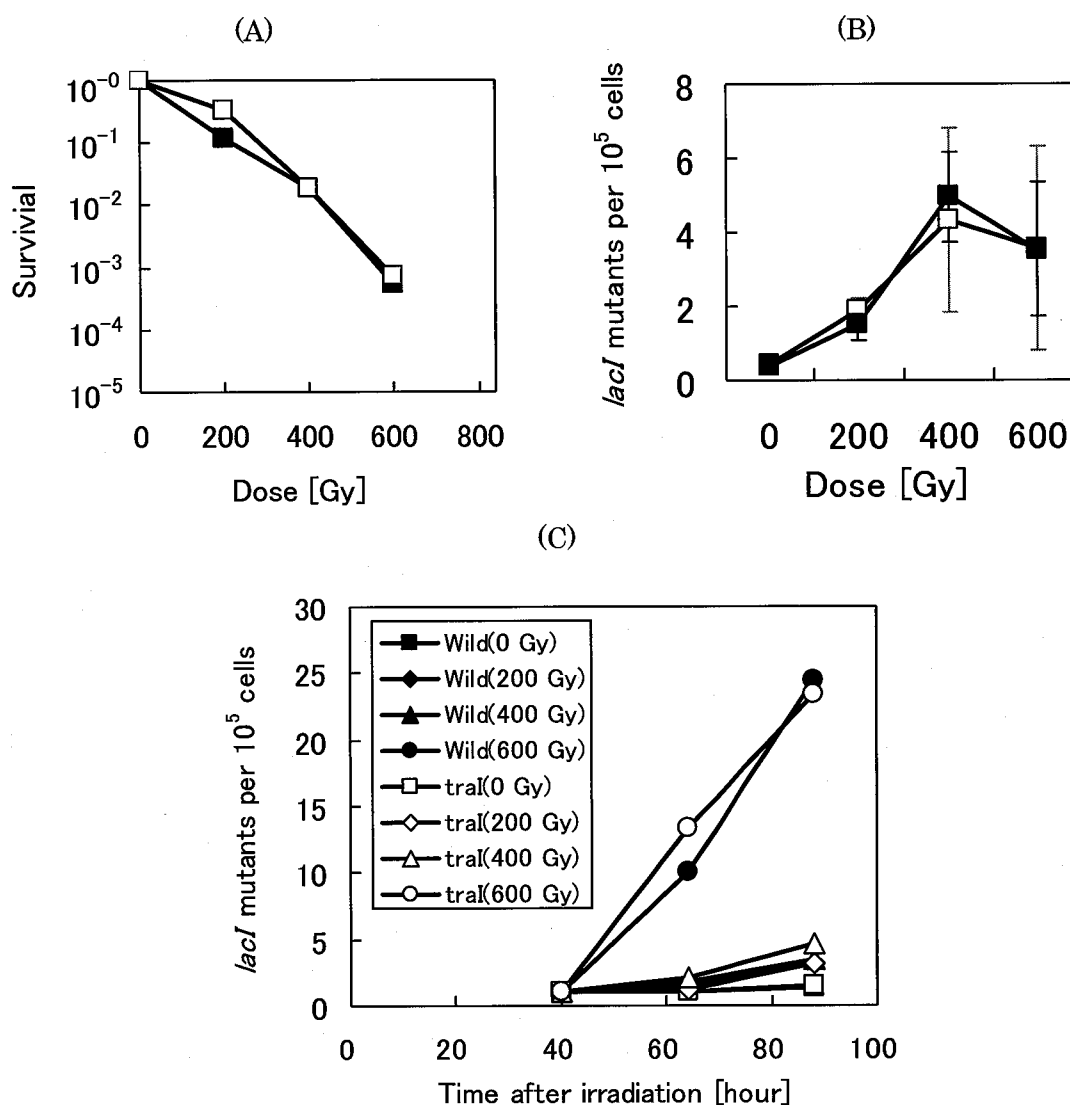 (A)
Survivial
10⁻⁰
10⁻¹
10⁻²
10⁻³
10⁻⁴
10⁻⁵
0 200 400 600 800
Dose [Gy]
(B)
lacI mutants per 10⁵ cells
8
6
4
2
0
0 200 400 600
Dose [Gy]
(C)
lacI mutants per 10⁵ cells
30
25
20
15
10
5
0
Wild(0 Gy)
Wild(200 Gy)
Wild(400 Gy)
Wild(600 Gy)
traI(0 Gy)
traI(200 Gy)
traI(400 Gy)
traI(600 Gy)
0 20 40 60 80 100
Time after irradiation [hour]